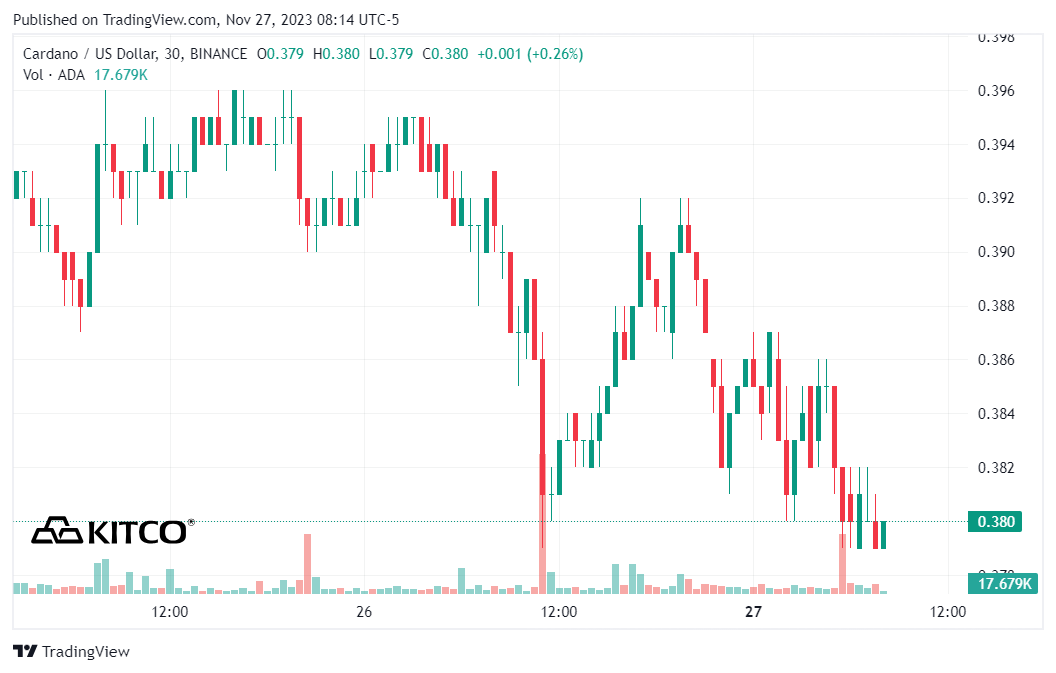 Published on TradingView.com, Nov 27, 2023 08:14 UTC-5
Cardano / US Dollar, 30, BINANCE O0.379 H0.380 L0.379 C0.380 +0.001 (+0.26%)
Vol · ADA 17.679K
0.398
0.396
0.394
0.392
0.390
0.388
0.386
0.384
0.382
0.380
0.378
17.679K
KITCO®
12:00
26
12:00
27
12:00
TradingView